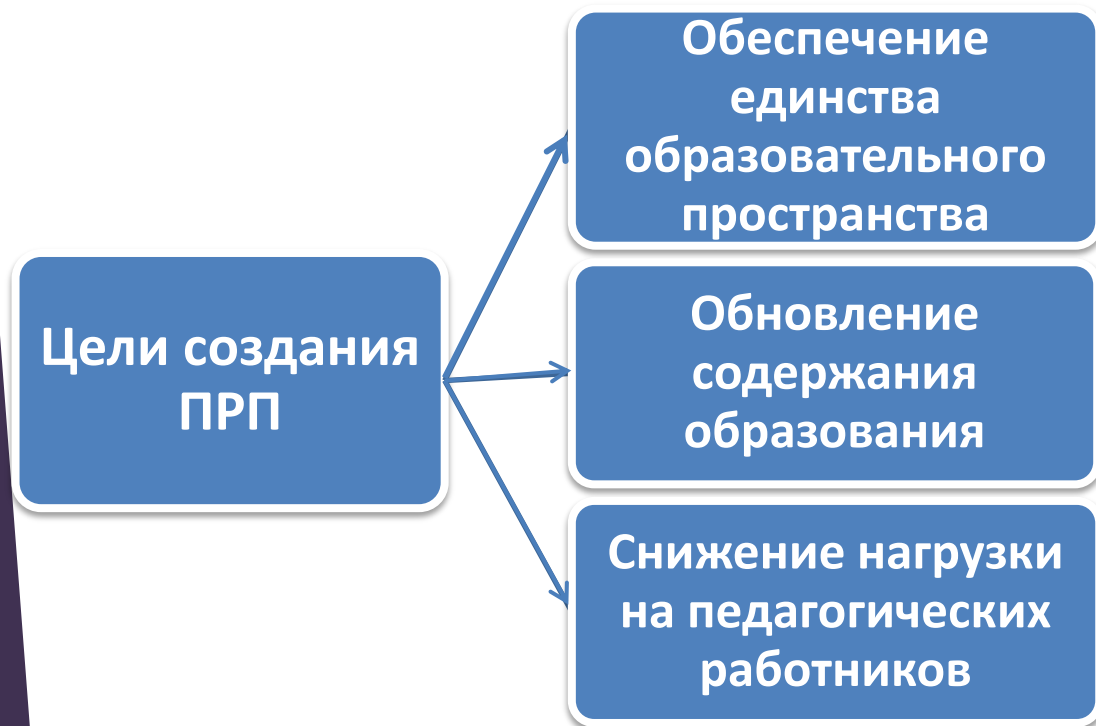 Цели создания
ПРП
Обеспечение
единства
образовательного
пространства
Обновление
содержания
образования
Снижение нагрузки
на педагогических
работников